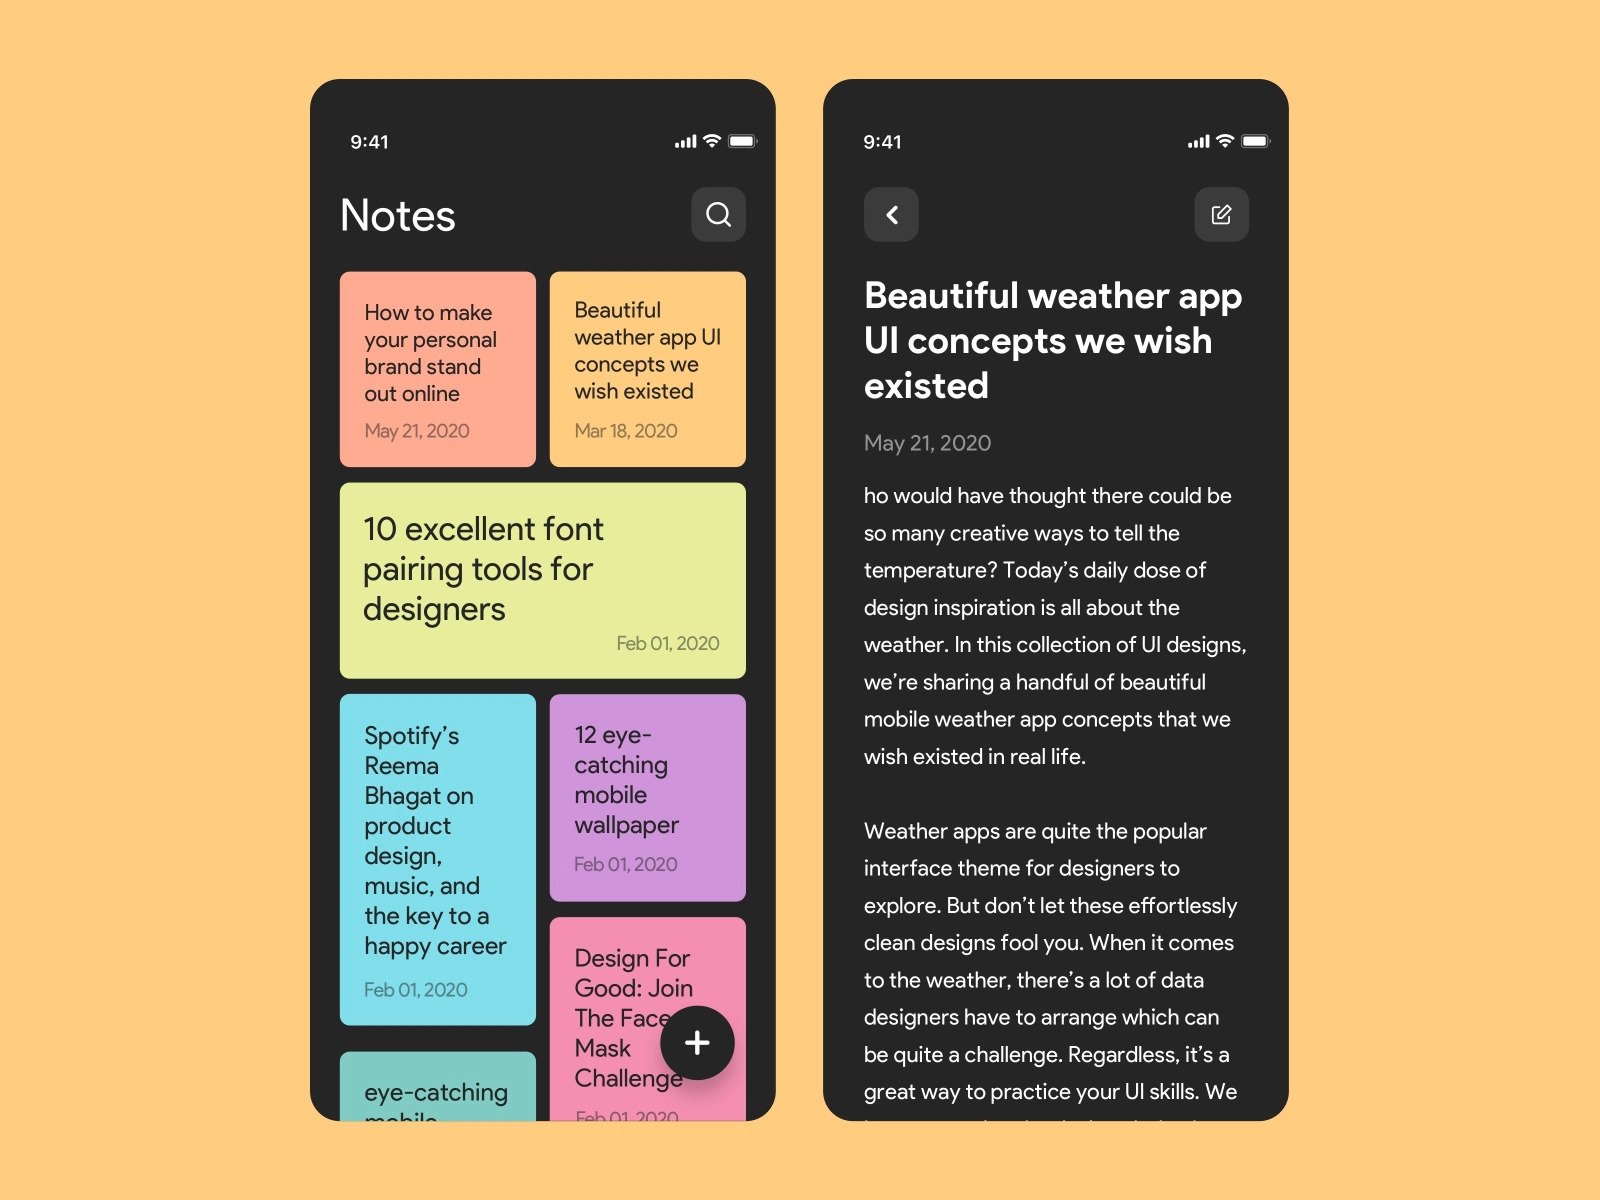 9:41
Notes
How to make
your personal
brand stand
out online
May 21, 2020
Beautiful
weather app UI
concepts we
wish existed
Mar 18, 2020
10 excellent font
pairing tools for
designers
Feb 01, 2020
Spotify’s
Reema
Bhagat on
product
design,
music, and
the key to a
happy career
Feb 01, 2020
12 eye-
catching
mobile
wallpaper
Feb 01, 2020
Design For
Good: Join
The Face
Mask
Challenge
Feb 01, 2020
eye-catching
mobile
9:41
Beautiful weather app
UI concepts we wish
existed
May 21, 2020
ho would have thought there could be
so many creative ways to tell the
temperature? Today’s daily dose of
design inspiration is all about the
weather. In this collection of UI designs,
we’re sharing a handful of beautiful
mobile weather app concepts that we
wish existed in real life.
Weather apps are quite the popular
interface theme for designers to
explore. But don’t let these effortlessly
clean designs fool you. When it comes
to the weather, there’s a lot of data
designers have to arrange which can
be quite a challenge. Regardless, it’s a
great way to practice your UI skills. We